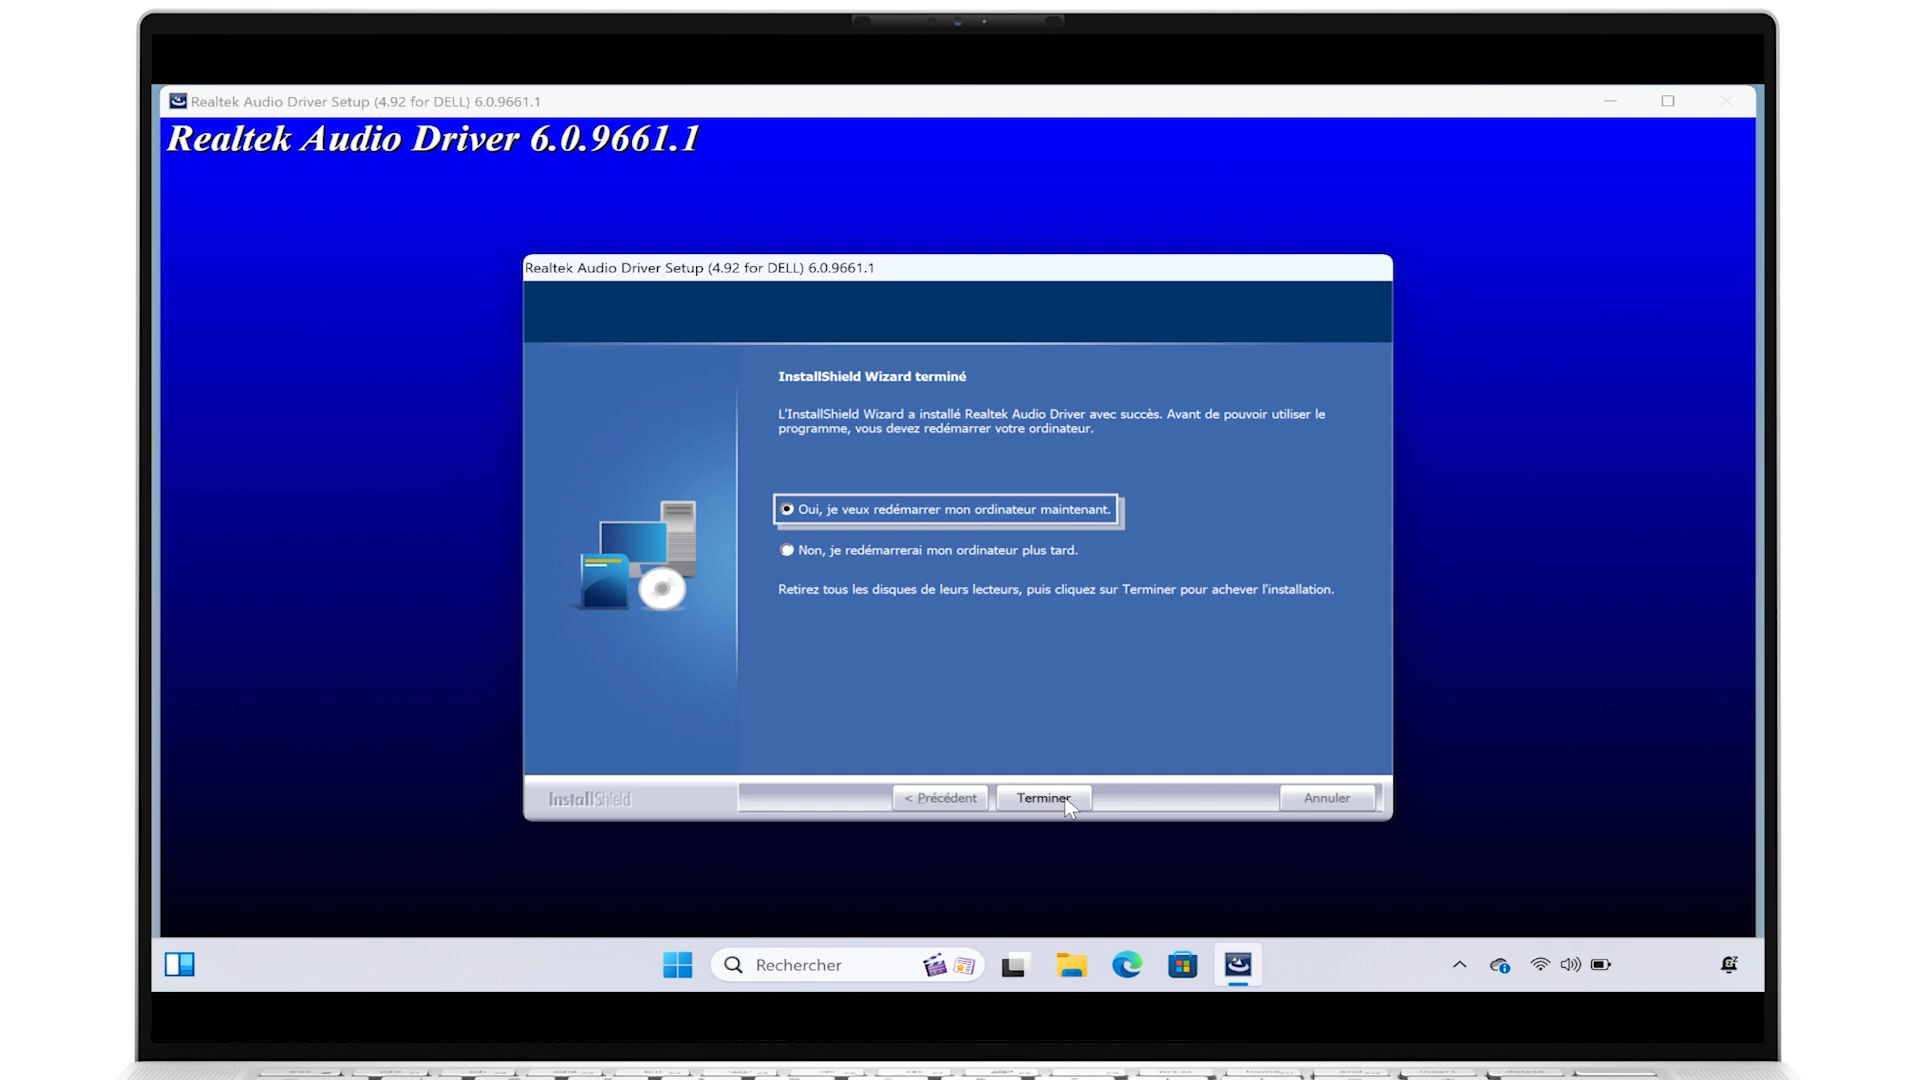 Realtek Audio Driver Setup (4.92 for DELL) 6.0.9661.1
Realtek Audio Driver 6.0.9661.1
Realtek Audio Driver Setup (4.92 for DELL) 6.0.9661.1
InstallShield Wizard terminé
L'InstallShield Wizard a installé Realtek Audio Driver avec succès. Avant de pouvoir utiliser le
programme, vous devez redémarrer votre ordinateur.
Oui, je veux redémarrer mon ordinateur maintenant.
Non, je redémarrerai mon ordinateur plus tard.
Retirez tous les disques de leurs lecteurs, puis cliquez sur Terminer pour achever l'installation.
InstallShield
< Précédent
Terminer
Annuler
Rechercher